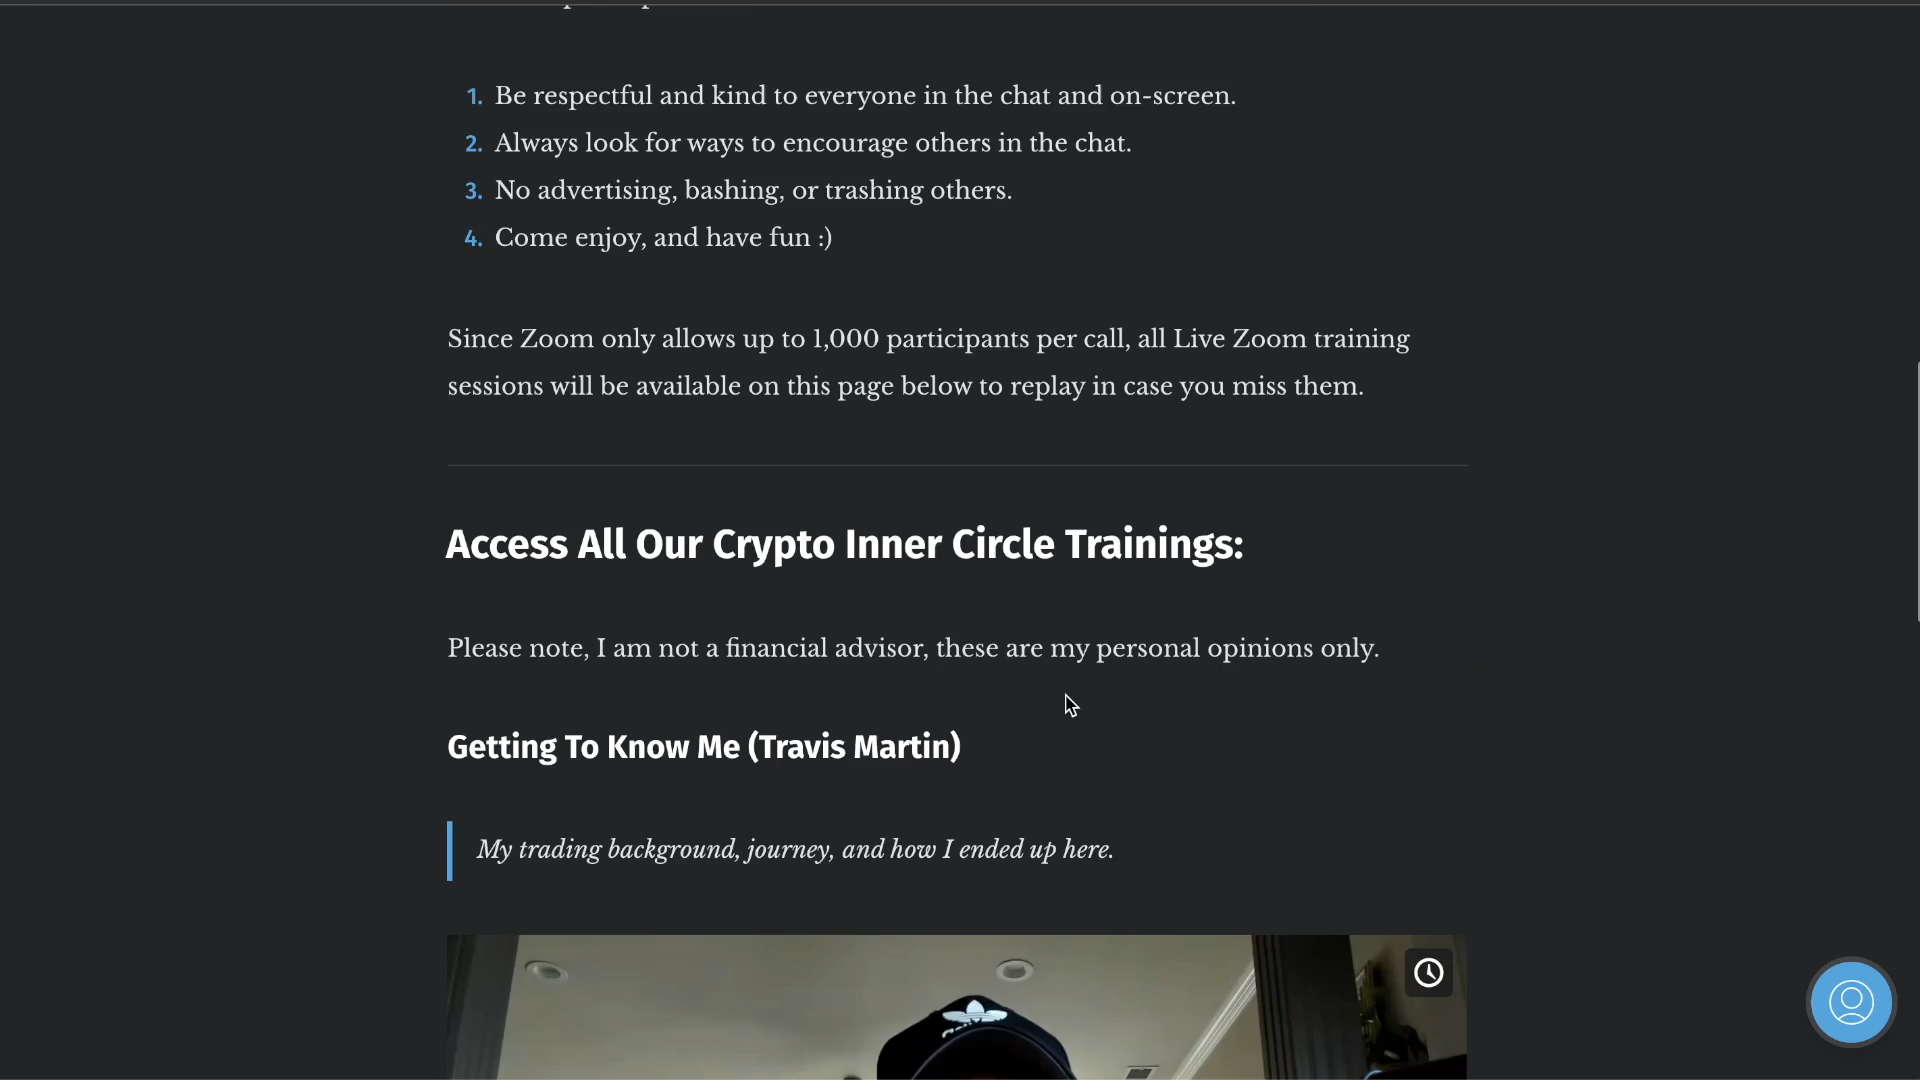 1. Be respectful and kind to everyone in the chat and on-screen.
2. Always look for ways to encourage others in the chat.
3. No advertising, bashing, or trashing others.
4. Come enjoy, and have fun :)
Since Zoom only allows up to 1,000 participants per call, all Live Zoom training
sessions will be available on this page below to replay in case you miss them.
Access All Our Crypto Inner Circle Trainings:
Please note, I am not a financial advisor, these are my personal opinions only.
Getting To Know Me (Travis Martin)
My trading background, journey, and how I ended up here.